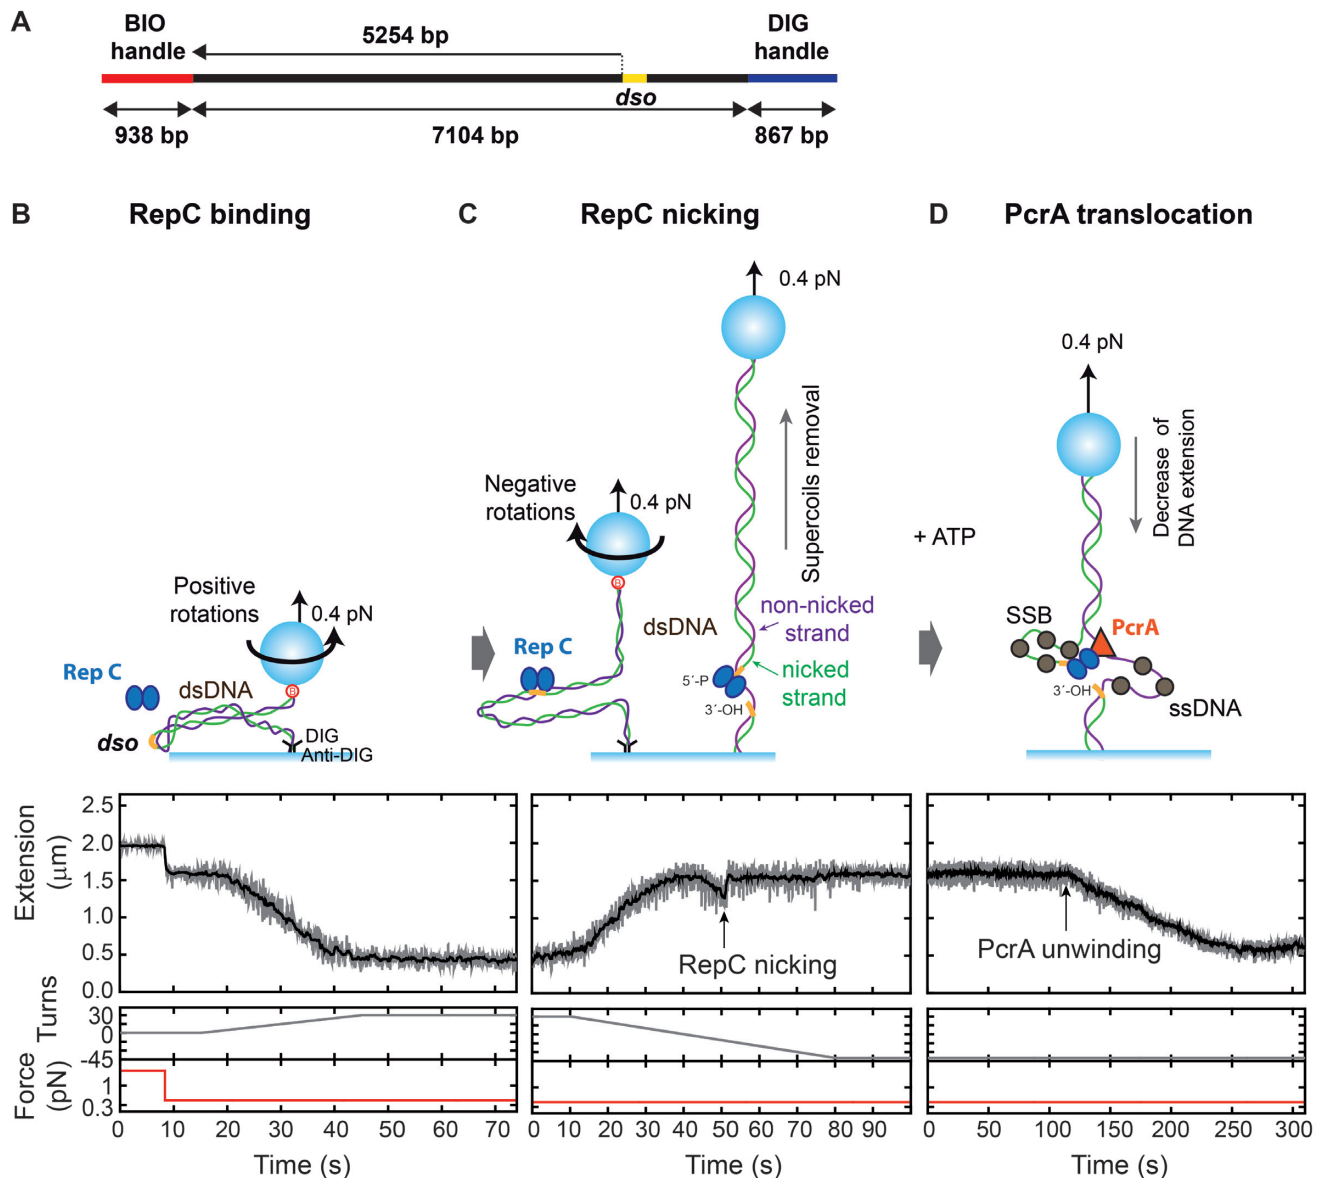 A
BIO
handle
5254 bp
DIG
handle
dso
938 bp
7104 bp
867 bp
B
RepC binding
C
RepC nicking
D
PcrA translocation
0.4 pN
Supercoils removal
Negative
rotations
0.4 pN
B
Positive
rotations
0.4 pN
B
Rep C
dsDNA
dso
DIG
Anti-DIG
Rep C
dsDNA
non-nicked
strand
nicked
strand
5´-P
3´-OH
+ ATP
0.4 pN
Decrease of
DNA extension
SSB
PcrA
3´-OH
ssDNA
Extension
(µm)
2.5
2.0
1.5
1.0
0.5
0.0
RepC nicking
PcrA unwinding
Turns
30
0
-45
Force
(pN)
1
0.3
0 10 20 30 40 50 60 70
Time (s)
0 10 20 30 40 50 60 70 80 90
Time (s)
0 50 100 150 200 250 300
Time (s)